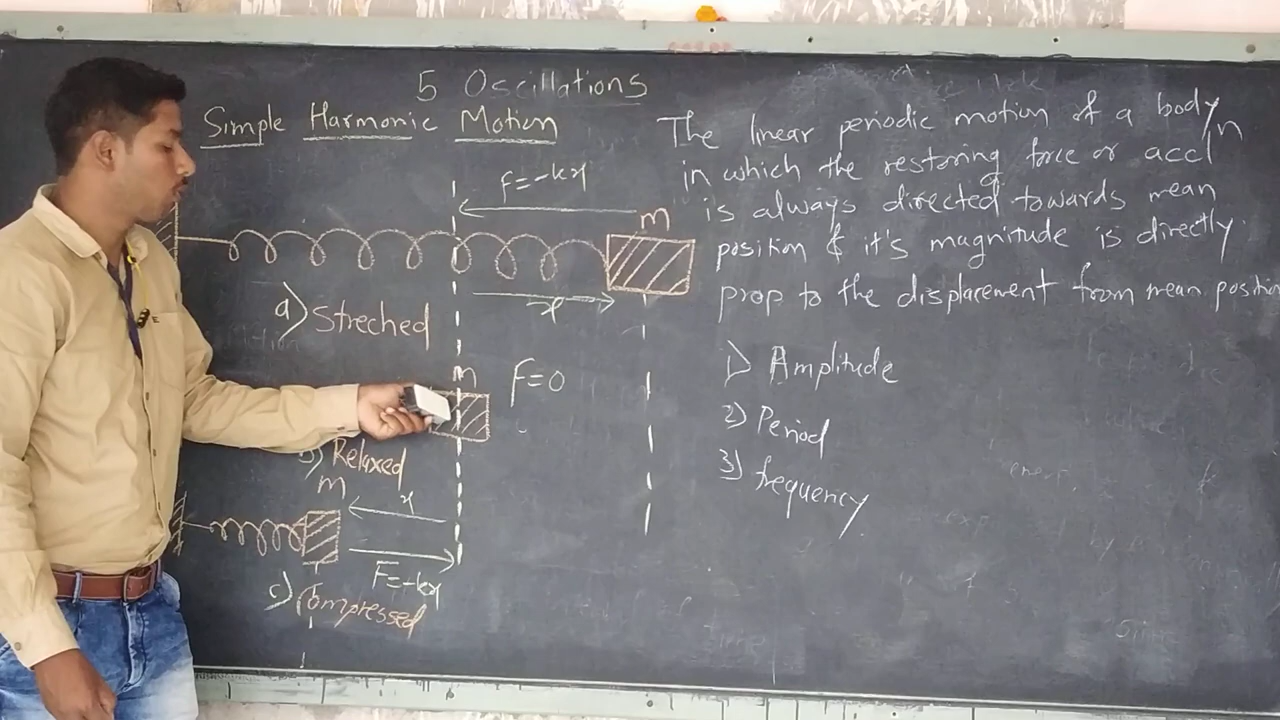 5 Oscillations
Simple Harmonic Motion
F=-kx
m
x
a) Streched
m
F=0
b) Relaxed
m
x
F=-kx
c) Compressed
The linear periodic motion of a body
in which the restoring force or accln
is always directed towards mean
position & it's magnitude is directly
prop to the displacement from mean position
1) Amplitude
2) Period
3) frequency